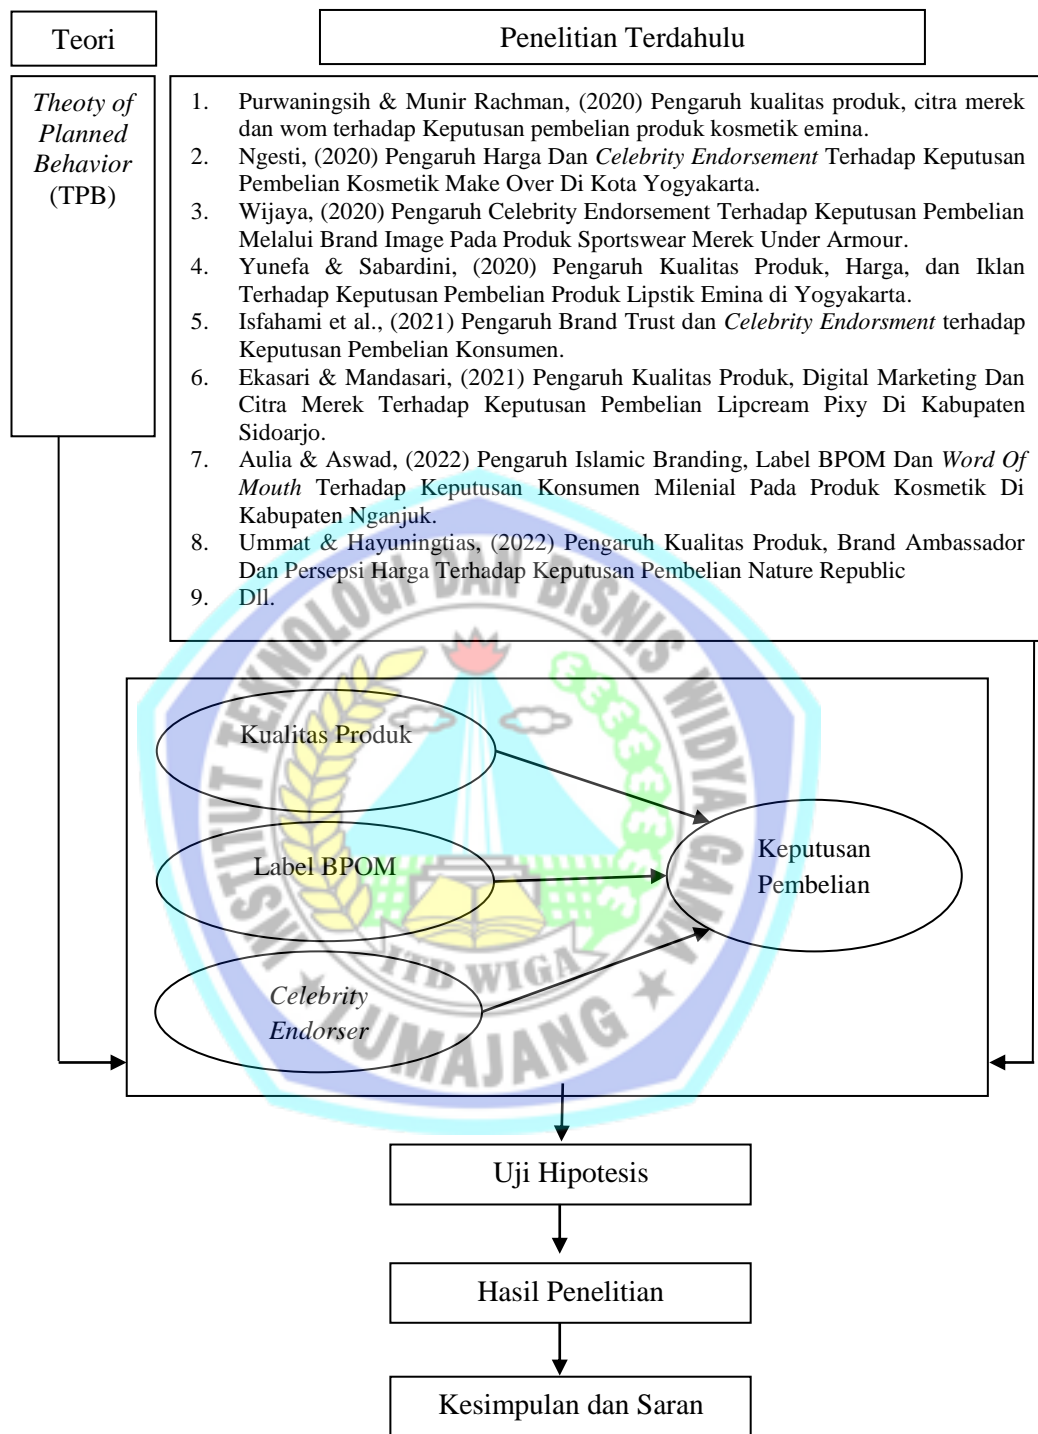 Teori
Penelitian Terdahulu
Theoty of
Planned
Behavior
(TPB)
1. Purwaningsih & Munir Rachman, (2020) Pengaruh kualitas produk, citra merek
dan wom terhadap Keputusan pembelian produk kosmetik emina.
2. Ngesti, (2020) Pengaruh Harga Dan Celebrity Endorsement Terhadap Keputusan
Pembelian Kosmetik Make Over Di Kota Yogyakarta.
3. Wijaya, (2020) Pengaruh Celebrity Endorsement Terhadap Keputusan Pembelian
Melalui Brand Image Pada Produk Sportswear Merek Under Armour.
4. Yunefa & Sabardini, (2020) Pengaruh Kualitas Produk, Harga, dan Iklan
Terhadap Keputusan Pembelian Produk Lipstik Emina di Yogyakarta.
5. Isfahami et al., (2021) Pengaruh Brand Trust dan Celebrity Endorsment terhadap
Keputusan Pembelian Konsumen.
6. Ekasari & Mandasari, (2021) Pengaruh Kualitas Produk, Digital Marketing Dan
Citra Merek Terhadap Keputusan Pembelian Lipcream Pixy Di Kabupaten
Sidoarjo.
7. Aulia & Aswad, (2022) Pengaruh Islamic Branding, Label BPOM Dan Word Of
Mouth Terhadap Keputusan Konsumen Milenial Pada Produk Kosmetik Di
Kabupaten Nganjuk.
8. Ummat & Hayuningtias, (2022) Pengaruh Kualitas Produk, Brand Ambassador
Dan Persepsi Harga Terhadap Keputusan Pembelian Nature Republic
9. Dll.
INSTITUT TEKNOLOGI DAN BISNIS WIDYA GAMA
Kualitas Produk
Label BPOM
Keputusan
Pembelian
ITB WIGA
Celebrity
Endorser
★ LUMAJANG ★
Uji Hipotesis
Hasil Penelitian
Kesimpulan dan Saran